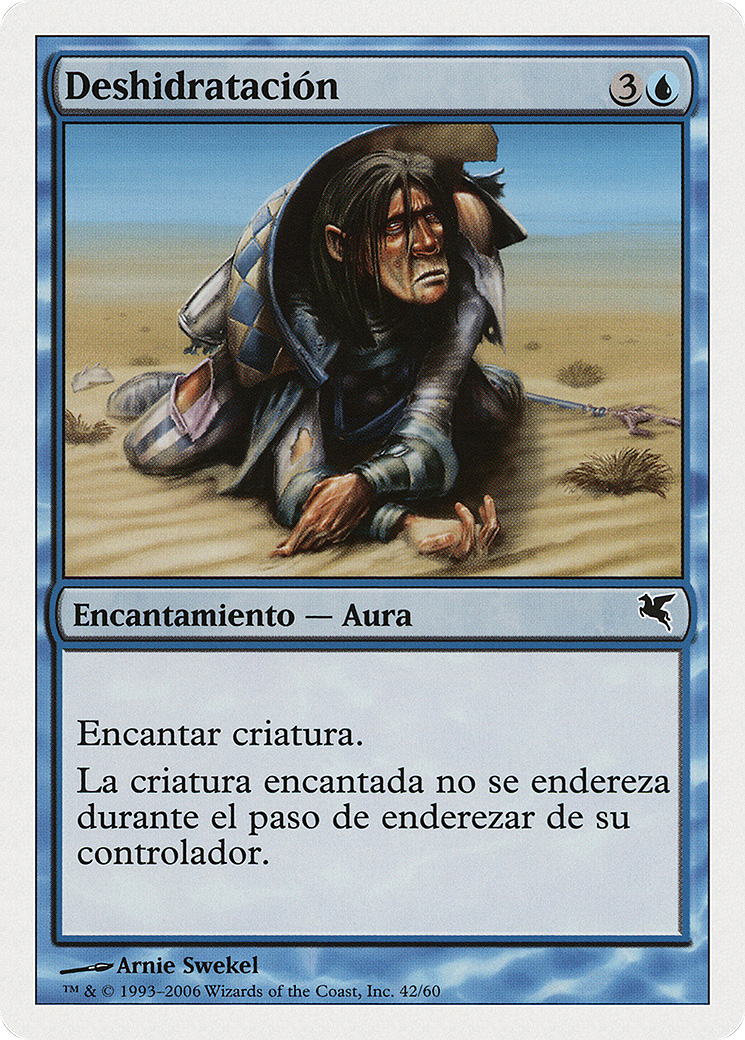 Deshidratación 3
Encantamiento — Aura
Encantar criatura.
La criatura encantada no se endereza
durante el paso de enderezar de su
controlador.
Arnie Swekel
™ & © 1993–2006 Wizards of the Coast, Inc. 42/60